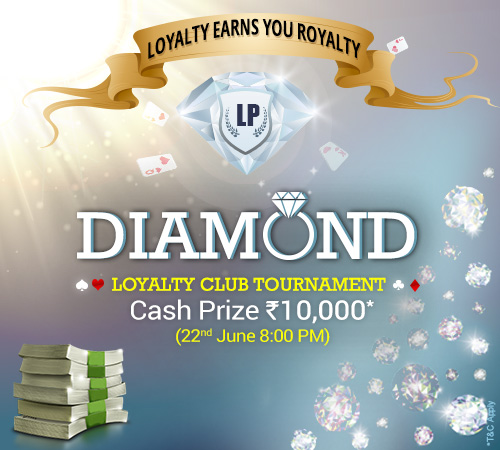 LOYALTY EARNS YOU ROYALTY
LP
DIAMOND
♠♥ LOYALTY CLUB TOURNAMENT ♣♦
Cash Prize ₹10,000*
(22nd June 8:00 PM)
*T&C Apply